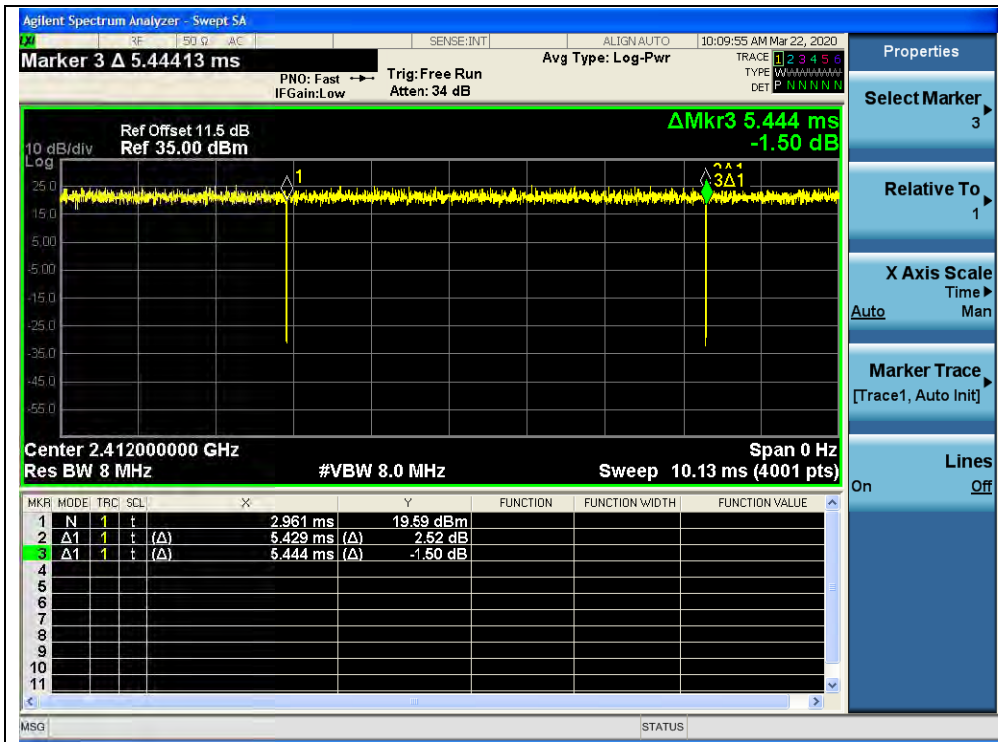 Agilent Spectrum Analyzer - Swept SA
LXI RF 50 Ω AC SENSE:INT ALIGN AUTO 10:09:55 AM Mar 22, 2020
Marker 3 Δ 5.44413 ms
PNO: Fast
IFGain:Low
Trig: Free Run
Atten: 34 dB
Avg Type: Log-Pwr
TRACE 1 2 3 4 5 6
TYPE
DET P N N N N N
ΔMkr3 5.444 ms
-1.50 dB
Ref Offset 11.5 dB
10 dB/div Ref 35.00 dBm
Log
25.0
15.0
5.00
-5.00
-15.0
-25.0
-35.0
-45.0
-55.0
1
2Δ1
3Δ1
Center 2.412000000 GHz Span 0 Hz
Res BW 8 MHz #VBW 8.0 MHz Sweep 10.13 ms (4001 pts)
MKR MODE TRC SCL X Y FUNCTION FUNCTION WIDTH FUNCTION VALUE
1 N 1 t 2.961 ms 19.59 dBm
2 Δ1 1 t (Δ) 5.429 ms (Δ) 2.52 dB
3 Δ1 1 t (Δ) 5.444 ms (Δ) -1.50 dB
4
5
6
7
8
9
10
11
MSG STATUS
Properties
Select Marker
3
Relative To
1
X Axis Scale
Time
Auto Man
Marker Trace
[Trace1, Auto Init]
Lines
On Off